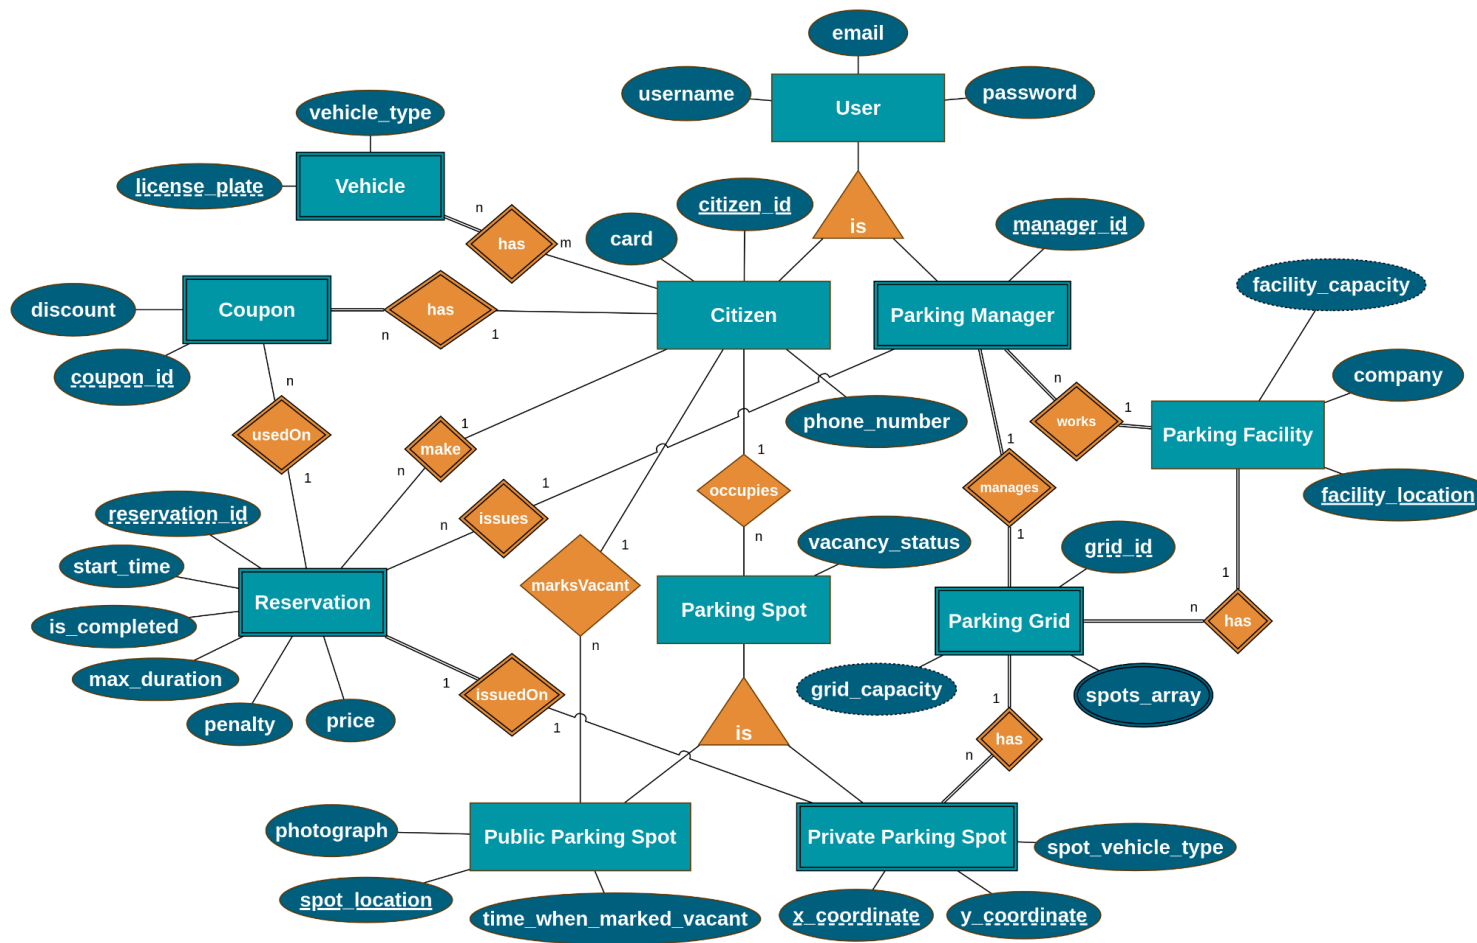 email
username
User
password
vehicle_type
license_plate
Vehicle
n
has
m
citizen_id
card
is
manager_id
facility_capacity
discount
Coupon
n
has
1
Citizen
Parking Manager
coupon_id
n
usedOn
1
make
1
n
phone_number
n
works
1
company
Parking Facility
facility_location
1
occupies
n
1
manages
1
1
issues
n
reservation_id
start_time
is_completed
max_duration
penalty
price
Reservation
1
marksVacant
n
vacancy_status
Parking Spot
grid_id
Parking Grid
n
1
has
grid_capacity
spots_array
1
issuedOn
1
is
1
has
n
photograph
Public Parking Spot
spot_location
time_when_marked_vacant
Private Parking Spot
spot_vehicle_type
x_coordinate
y_coordinate